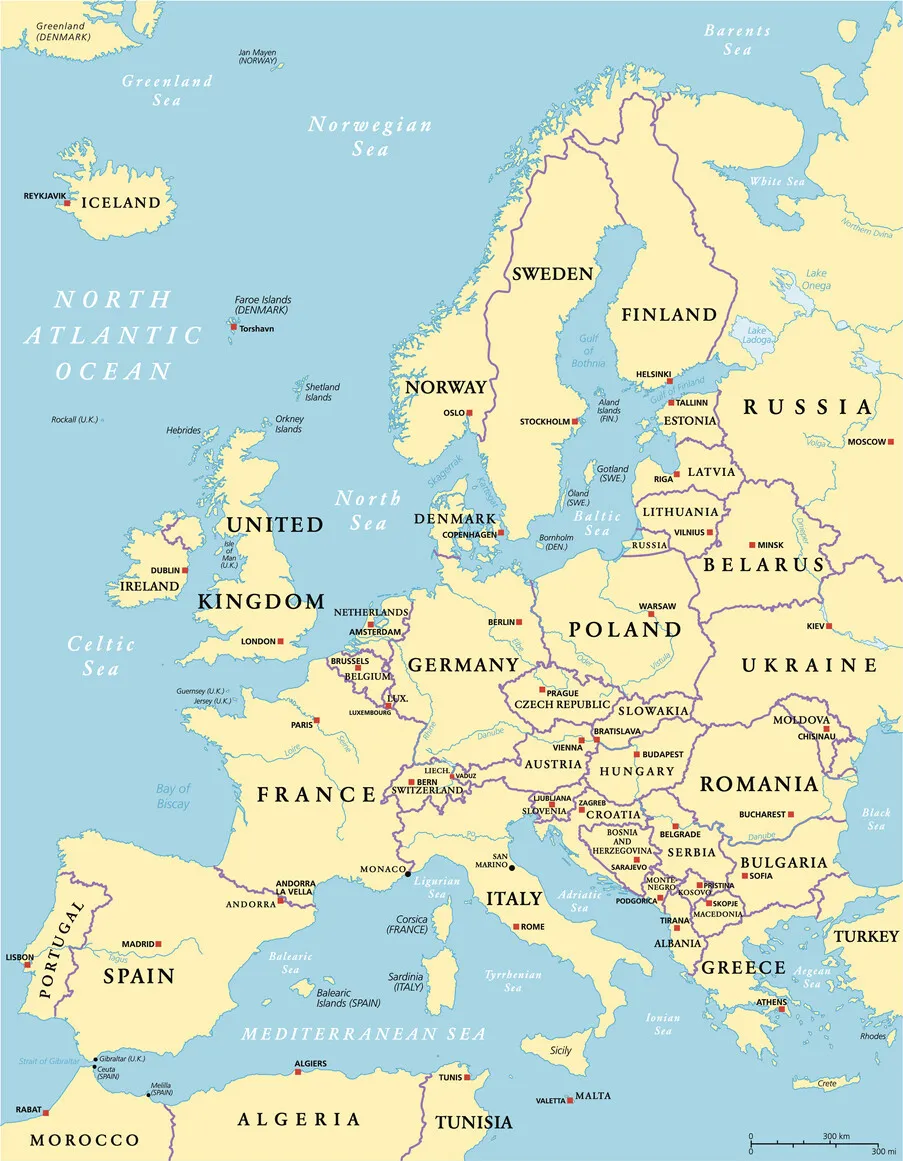 Greenland
(DENMARK)
Jan Mayen
(NORWAY)
Barents
Sea
Greenland
Sea
Norwegian
Sea
White Sea
Northern Dvina
REYKJAVIK
ICELAND
SWEDEN
Lake
Onega
NORTH
ATLANTIC
OCEAN
Faroe Islands
(DENMARK)
Torshavn
FINLAND
Lake
Ladoga
Gulf
of
Bothnia
HELSINKI
Gulf of Finland
NORWAY
Shetland
Islands
OSLO
STOCKHOLM
Aland
Islands
(FIN.)
TALLINN
ESTONIA
RUSSIA
Rockall (U.K.)
Hebrides
Orkney
Islands
Volga
MOSCOW
Skagerrak
Kattegat
Gotland
(SWE.)
RIGA
LATVIA
North
Sea
Öland
(SWE.)
LITHUANIA
UNITED
KINGDOM
DENMARK
COPENHAGEN
Baltic
Sea
Bornholm
(DEN.)
VILNIUS
RUSSIA
MINSK
BELARUS
Dnieper
Isle
of
Man
(U.K.)
DUBLIN
IRELAND
NETHERLANDS
AMSTERDAM
BERLIN
WARSAW
POLAND
KIEV
UKRAINE
LONDON
Celtic
Sea
BRUSSELS
BELGIUM
GERMANY
Elbe
Oder
Vistula
Guernsey (U.K.)
Jersey (U.K.)
LUX.
LUXEMBOURG
PRAGUE
CZECH REPUBLIC
SLOVAKIA
PARIS
Seine
Loire
Rhine
Danube
BRATISLAVA
VIENNA
AUSTRIA
BUDAPEST
HUNGARY
MOLDOVA
CHISINAU
Bay of
Biscay
FRANCE
LIECH.
VADUZ
BERN
SWITZERLAND
LJUBLJANA
SLOVENIA
ZAGREB
CROATIA
ROMANIA
BUCHAREST
Black
Sea
Po
BELGRADE
SERBIA
Danube
BOSNIA
AND
HERZEGOVINA
SARAJEVO
BULGARIA
SOFIA
MONACO
SAN
MARINO
Ligurian
Sea
ANDORRA
LA VELLA
ANDORRA
ITALY
Adriatic
Sea
MONTE-
NEGRO
PODGORICA
KOSOVO
PRISTINA
SKOPJE
MACEDONIA
Corsica
(FRANCE)
ROME
TIRANA
ALBANIA
TURKEY
PORTUGAL
LISBON
MADRID
Tagus
SPAIN
Balearic
Sea
Balearic
Islands (SPAIN)
Sardinia
(ITALY)
Tyrrhenian
Sea
GREECE
Aegean
Sea
ATHENS
Ionian
Sea
MEDITERRANEAN SEA
Sicily
Rhodes
Crete
Strait of Gibraltar
Gibraltar (U.K.)
Ceuta
(SPAIN)
Melilla
(SPAIN)
ALGIERS
TUNIS
VALETTA
MALTA
RABAT
MOROCCO
ALGERIA
TUNISIA
0 300 km
0 300 mi